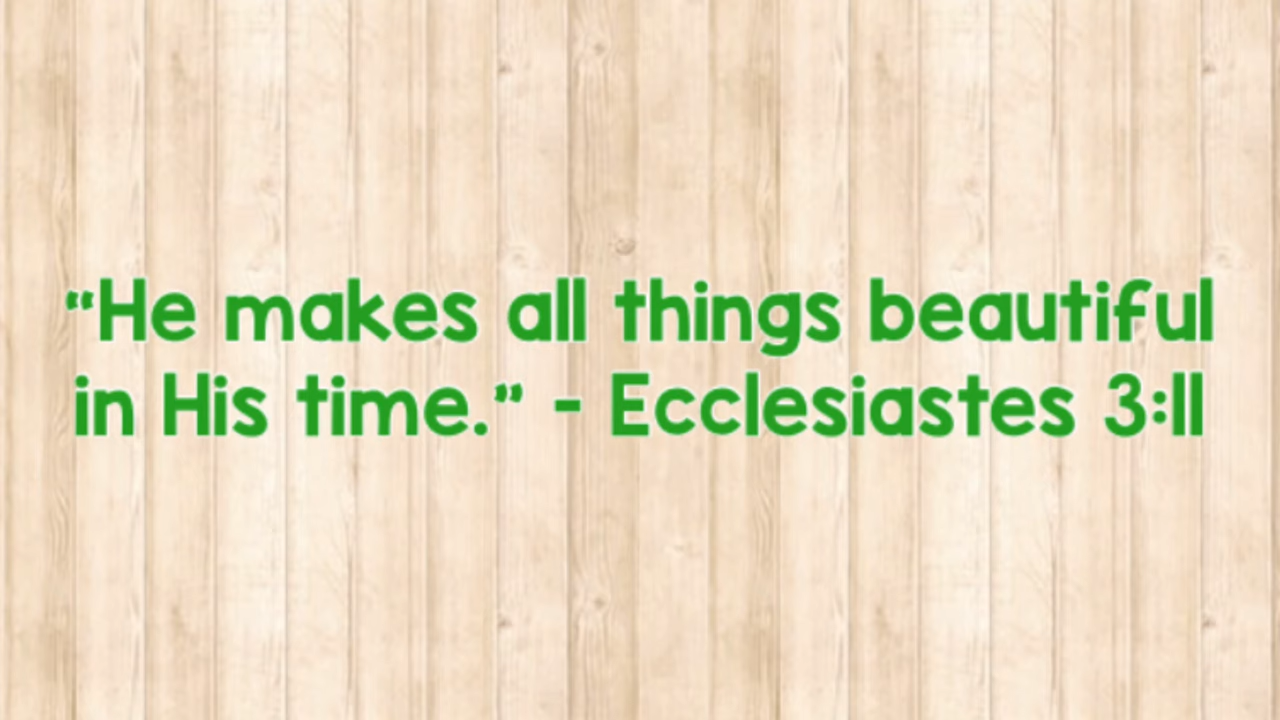 “He makes all things beautiful
in His time.” - Ecclesiastes 3:11